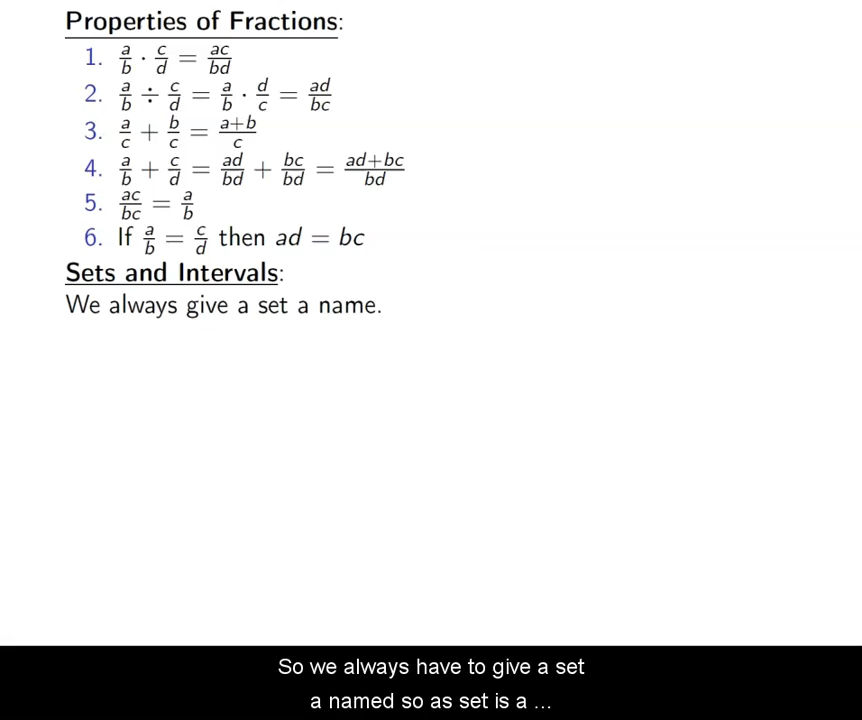 Properties of Fractions:
1. a/b · c/d = ac/bd
2. a/b ÷ c/d = a/b · d/c = ad/bc
3. a/c + b/c = a+b/c
4. a/b + c/d = ad/bd + bc/bd = ad+bc/bd
5. ac/bc = a/b
6. If a/b = c/d then ad = bc
Sets and Intervals:
We always give a set a name.
So we always have to give a set
a named so as set is a ...